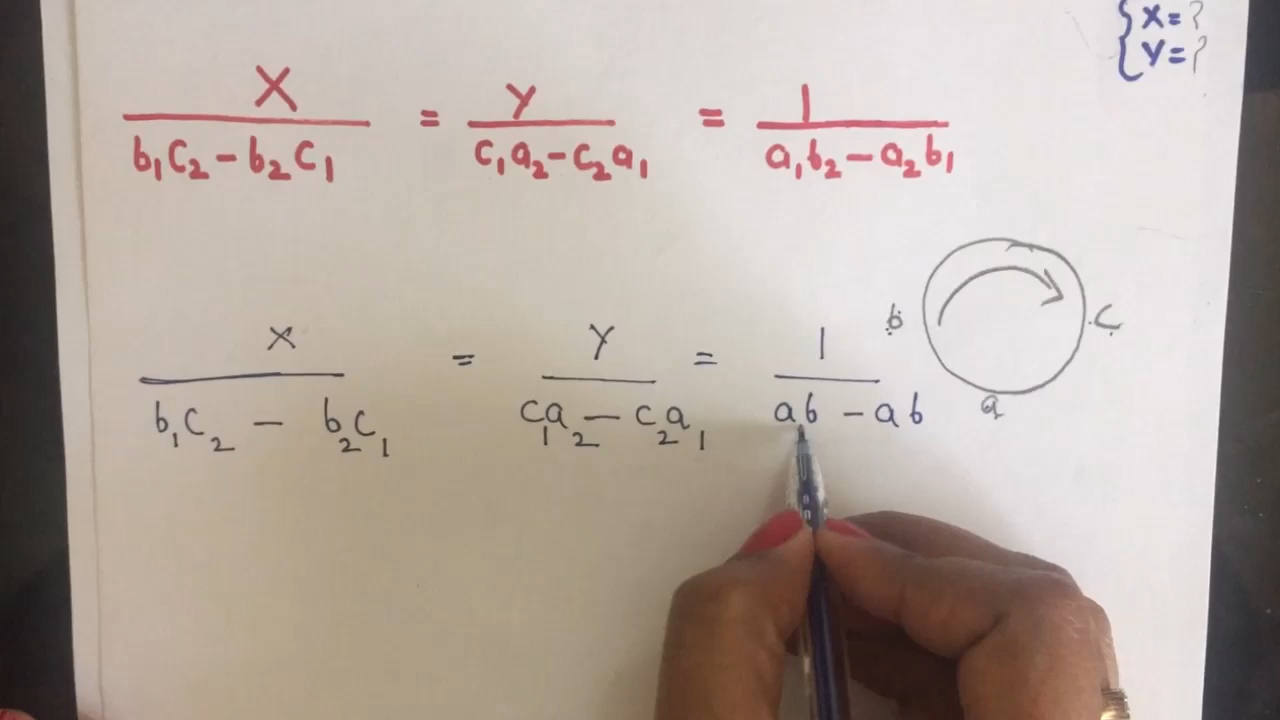 { X = ?
{ Y = ?
X / b₁c₂ − b₂c₁ = Y / c₁a₂ − c₂a₁ = 1 / a₁b₂ − a₂b₁
X / b₁c₂ − b₂c₁ = Y / c₁a₂ − c₂a₁ = 1 / ab − ab
b c
a